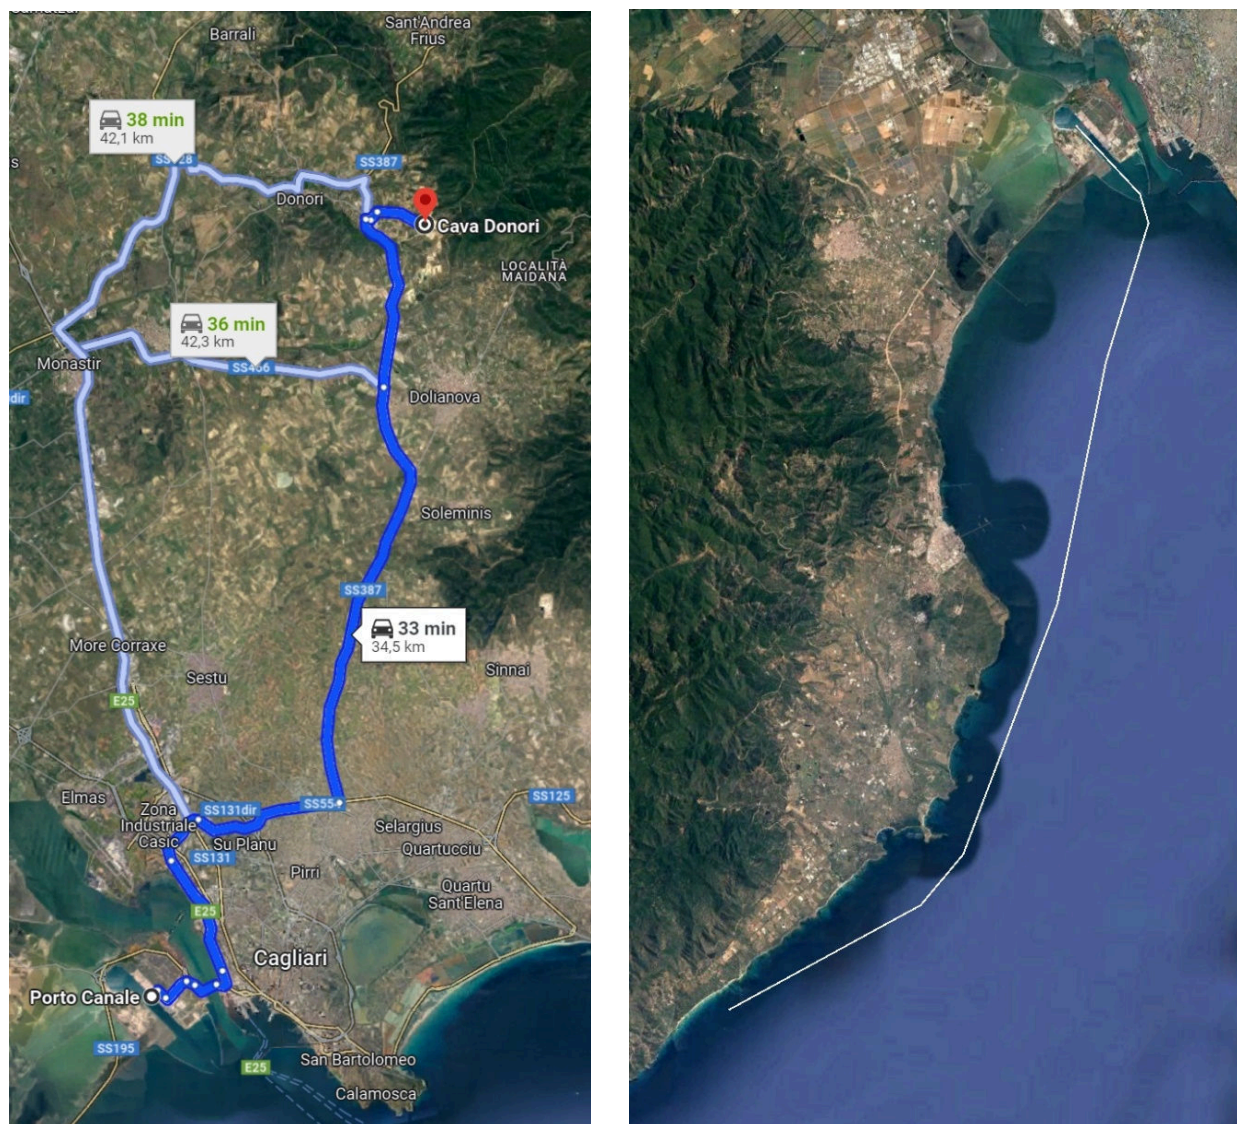 Barrali
Sant'Andrea
Frius
38 min
42,1 km
SS387
Donori
Cava Donori
LOCALITÀ
MAIDANA
36 min
42,3 km
Monastir
SS466
dir
Dolianova
Soleminis
SS387
33 min
34,5 km
More Corraxe
Sestu
Sinnai
E25
Elmas
Zona
Industriale
Casic
SS131dir
SS554
SS125
Su Planu
Selargius
SS131
Quartucciu
Pirri
Quartu
Sant'Elena
E25
Cagliari
Porto Canale
SS195
San Bartolomeo
E25
Calamosca